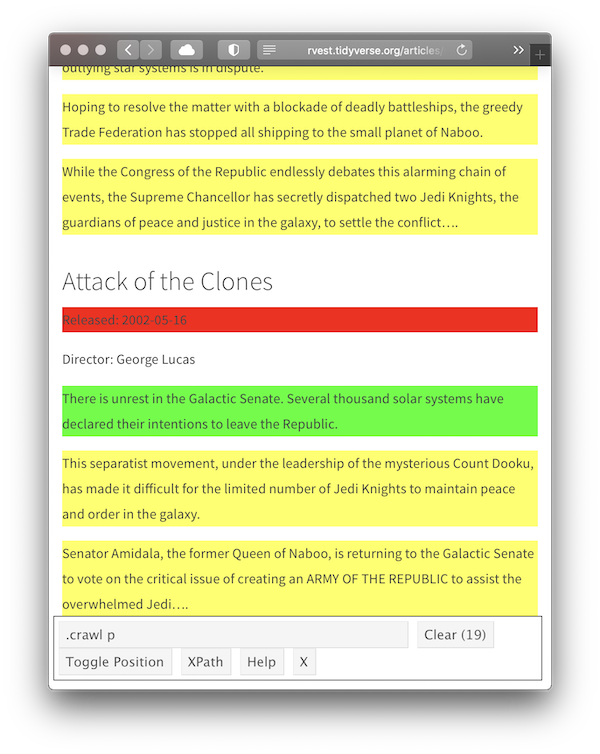 rvest.tidyverse.org/articles/
outlying star systems is in dispute.
Hoping to resolve the matter with a blockade of deadly battleships, the greedy
Trade Federation has stopped all shipping to the small planet of Naboo.
While the Congress of the Republic endlessly debates this alarming chain of
events, the Supreme Chancellor has secretly dispatched two Jedi Knights, the
guardians of peace and justice in the galaxy, to settle the conflict….
Attack of the Clones
Released: 2002-05-16
Director: George Lucas
There is unrest in the Galactic Senate. Several thousand solar systems have
declared their intentions to leave the Republic.
This separatist movement, under the leadership of the mysterious Count Dooku,
has made it difficult for the limited number of Jedi Knights to maintain peace
and order in the galaxy.
Senator Amidala, the former Queen of Naboo, is returning to the Galactic Senate
to vote on the critical issue of creating an ARMY OF THE REPUBLIC to assist the
overwhelmed Jedi….
.crawl p Clear (19)
Toggle Position XPath Help X